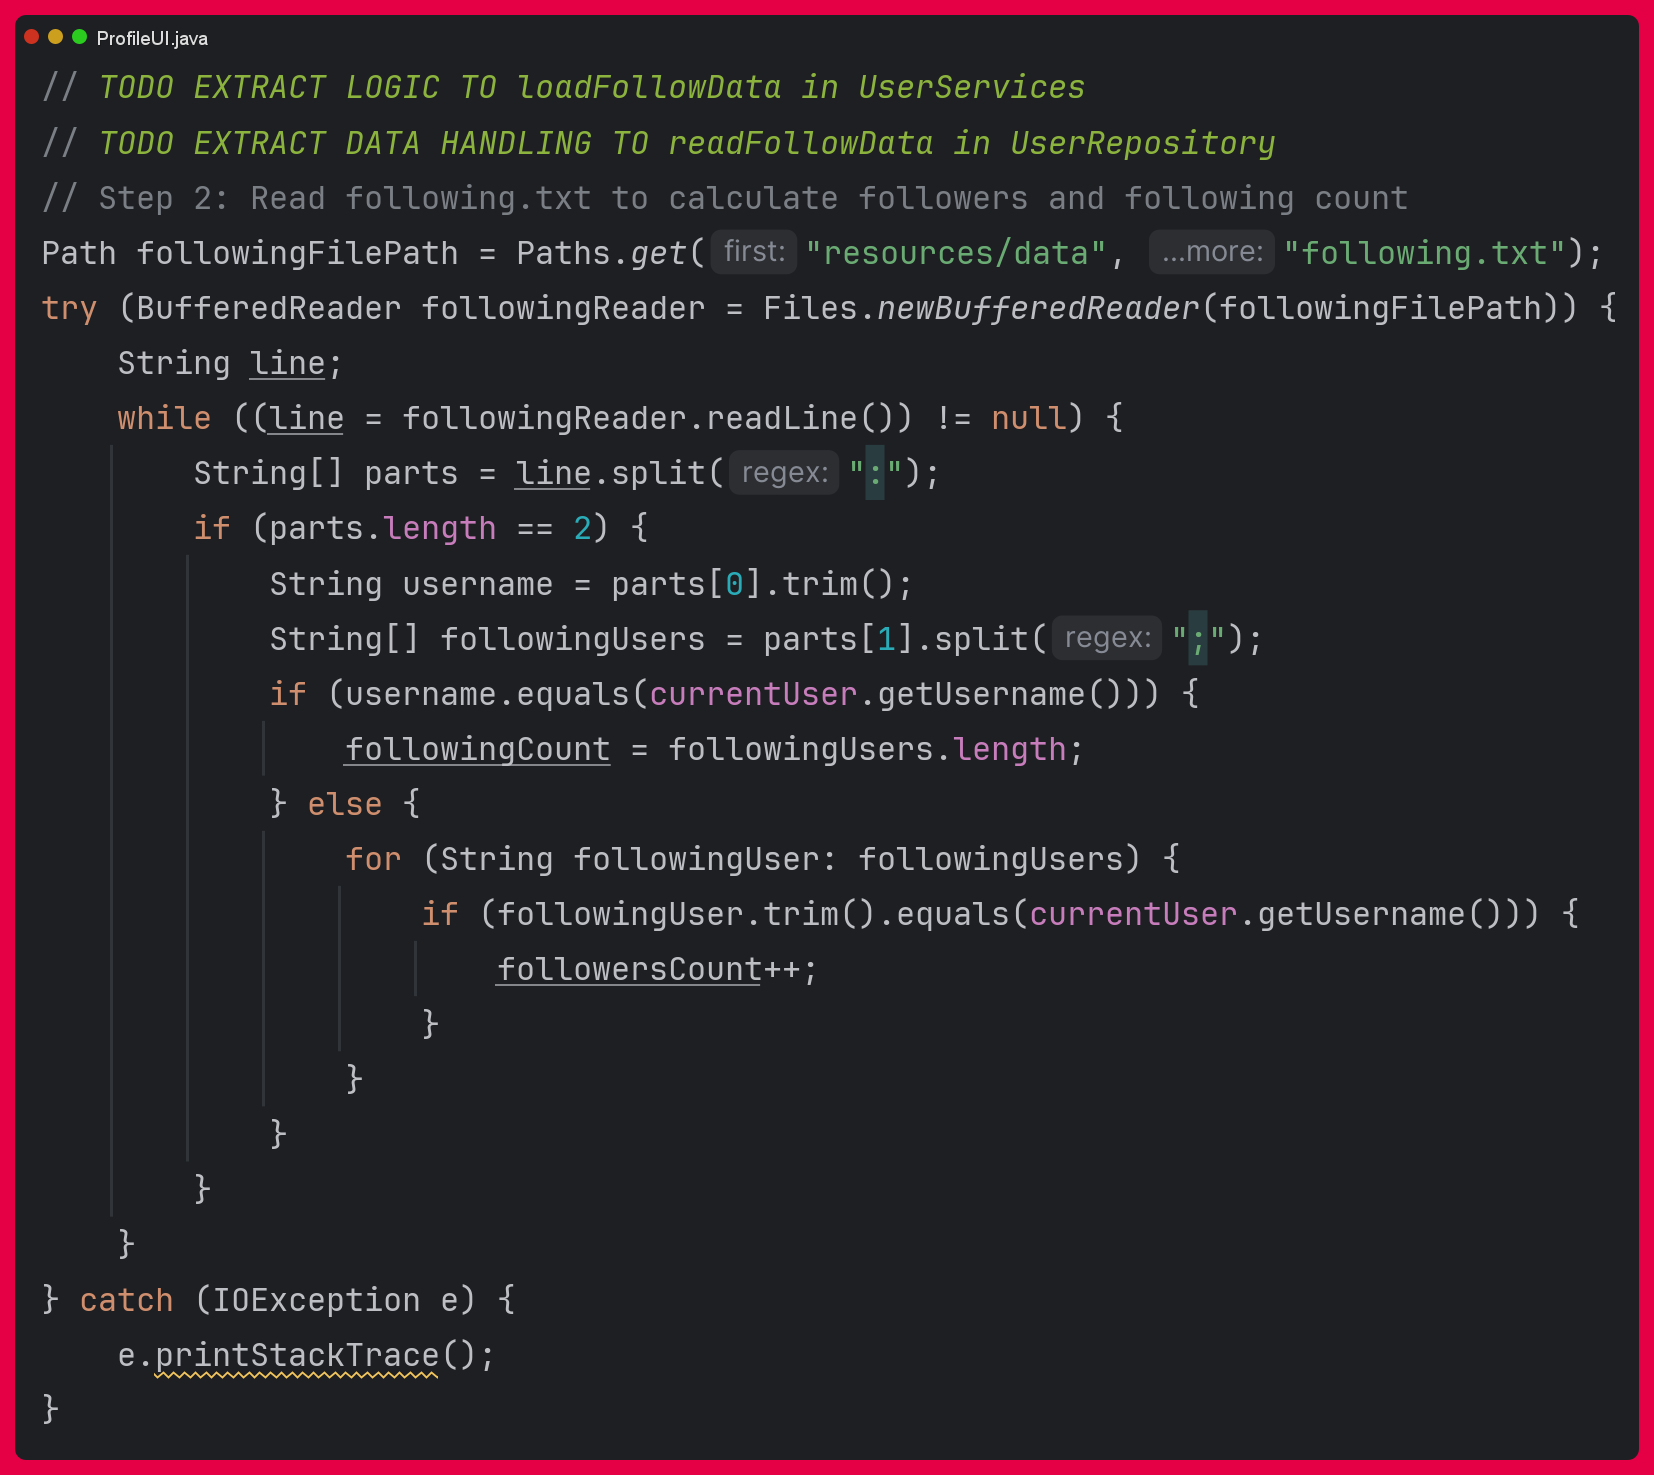 ProfileUI.java
// TODO EXTRACT LOGIC TO loadFollowData in UserServices
// TODO EXTRACT DATA HANDLING TO readFollowData in UserRepository
// Step 2: Read following.txt to calculate followers and following count
Path followingFilePath = Paths.get( first: "resources/data", ...more: "following.txt");
try (BufferedReader followingReader = Files.newBufferedReader(followingFilePath)) {
    String line;
    while ((line = followingReader.readLine()) != null) {
        String[] parts = line.split( regex: ":");
        if (parts.length == 2) {
            String username = parts[0].trim();
            String[] followingUsers = parts[1].split( regex: ";");
            if (username.equals(currentUser.getUsername())) {
                followingCount = followingUsers.length;
            } else {
                for (String followingUser: followingUsers) {
                    if (followingUser.trim().equals(currentUser.getUsername())) {
                        followersCount++;
                    }
                }
            }
        }
    }
} catch (IOException e) {
    e.printStackTrace();
}